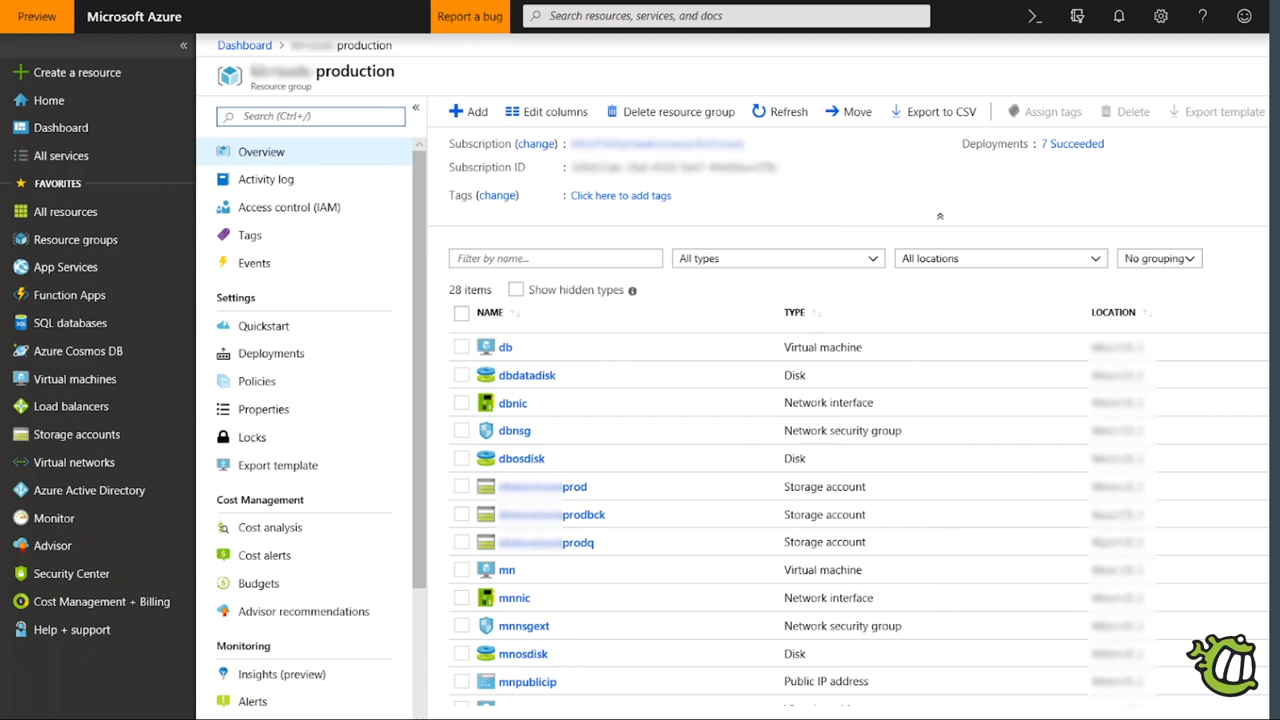 Preview
Microsoft Azure
Report a bug
Search resources, services, and docs
Create a resource
Home
Dashboard
All services
FAVORITES
All resources
Resource groups
App Services
Function Apps
SQL databases
Azure Cosmos DB
Virtual machines
Load balancers
Storage accounts
Virtual networks
Azure Active Directory
Monitor
Advisor
Security Center
Cost Management + Billing
Help + support
Dashboard > production
production
Resource group
Search (Ctrl+/)
Overview
Activity log
Access control (IAM)
Tags
Events
Settings
Quickstart
Deployments
Policies
Properties
Locks
Export template
Cost Management
Cost analysis
Cost alerts
Budgets
Advisor recommendations
Monitoring
Insights (preview)
Alerts
Add Edit columns Delete resource group Refresh Move Export to CSV Assign tags Delete Export template
Subscription (change) :
Deployments : 7 Succeeded
Subscription ID :
Tags (change) : Click here to add tags
Filter by name... All types All locations No grouping
28 items Show hidden types
NAME TYPE LOCATION
db Virtual machine
dbdatadisk Disk
dbnic Network interface
dbnsg Network security group
dbosdisk Disk
prod Storage account
prodbck Storage account
prodq Storage account
mn Virtual machine
mnnic Network interface
mnnsgext Network security group
mnosdisk Disk
mnpublicip Public IP address